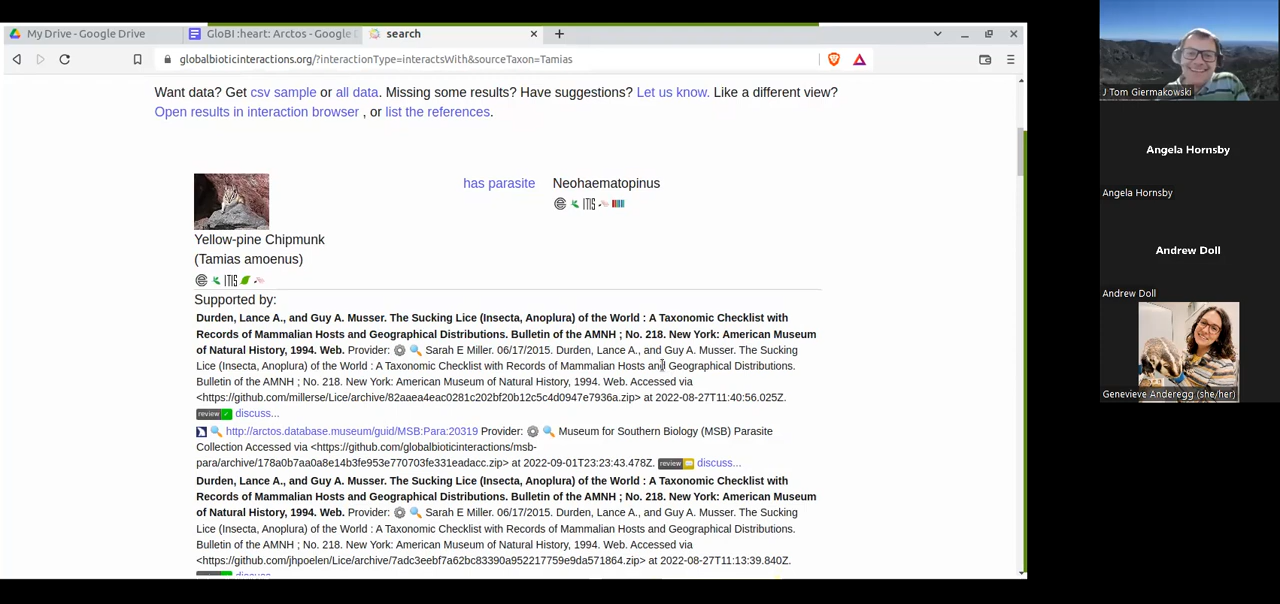 My Drive - Google Drive
GloBI :heart: Arctos - Google D
search
globalbioticinteractions.org/?interactionType=interactsWith&sourceTaxon=Tamias
Want data? Get csv sample or all data. Missing some results? Have suggestions? Let us know. Like a different view?
Open results in interaction browser , or list the references.
has parasite
Neohaematopinus
ITIS
Yellow-pine Chipmunk
(Tamias amoenus)
ITIS
Supported by:
Durden, Lance A., and Guy A. Musser. The Sucking Lice (Insecta, Anoplura) of the World : A Taxonomic Checklist with
Records of Mammalian Hosts and Geographical Distributions. Bulletin of the AMNH ; No. 218. New York: American Museum
of Natural History, 1994. Web. Provider: Sarah E Miller. 06/17/2015. Durden, Lance A., and Guy A. Musser. The Sucking
Lice (Insecta, Anoplura) of the World : A Taxonomic Checklist with Records of Mammalian Hosts and Geographical Distributions.
Bulletin of the AMNH ; No. 218. New York: American Museum of Natural History, 1994. Web. Accessed via
<https://github.com/millerse/Lice/archive/82aaea4eac0281c202bf20b12c5c4d0947e7936a.zip> at 2022-08-27T11:40:56.025Z.
review discuss...
http://arctos.database.museum/guid/MSB:Para:20319 Provider: Museum for Southern Biology (MSB) Parasite
Collection Accessed via <https://github.com/globalbioticinteractions/msb-
para/archive/178a0b7aa0a8e14b3fe953e770703fe331eadacc.zip> at 2022-09-01T23:23:43.478Z. review discuss...
Durden, Lance A., and Guy A. Musser. The Sucking Lice (Insecta, Anoplura) of the World : A Taxonomic Checklist with
Records of Mammalian Hosts and Geographical Distributions. Bulletin of the AMNH ; No. 218. New York: American Museum
of Natural History, 1994. Web. Provider: Sarah E Miller. 06/17/2015. Durden, Lance A., and Guy A. Musser. The Sucking
Lice (Insecta, Anoplura) of the World : A Taxonomic Checklist with Records of Mammalian Hosts and Geographical Distributions.
Bulletin of the AMNH ; No. 218. New York: American Museum of Natural History, 1994. Web. Accessed via
<https://github.com/jhpoelen/Lice/archive/7adc3eebf7a62bc83390a952217759e9da571864.zip> at 2022-08-27T11:13:39.840Z.
J Tom Giermakowski
Angela Hornsby
Angela Hornsby
Andrew Doll
Andrew Doll
Genevieve Anderegg (she/her)